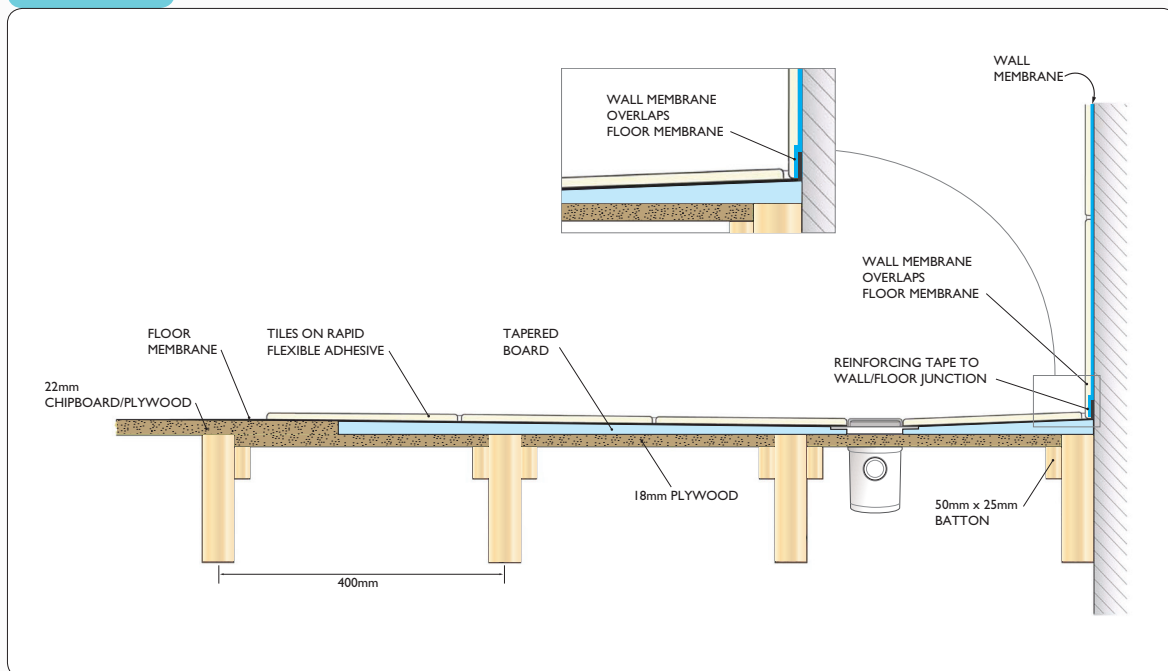 WALL
MEMBRANE
WALL MEMBRANE
OVERLAPS
FLOOR MEMBRANE
WALL MEMBRANE
OVERLAPS
FLOOR MEMBRANE
FLOOR
MEMBRANE
TILES ON RAPID
FLEXIBLE ADHESIVE
TAPERED
BOARD
REINFORCING TAPE TO
WALL/FLOOR JUNCTION
22mm
CHIPBOARD/PLYWOOD
18mm PLYWOOD
50mm x 25mm
BATTON
400mm